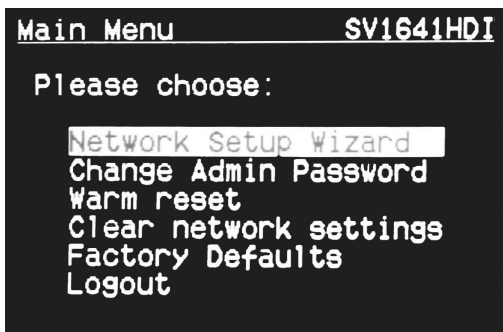 Main Menu SV1641HDI
Please choose:
Network Setup Wizard
Change Admin Password
Warm reset
Clear network settings
Factory Defaults
Logout